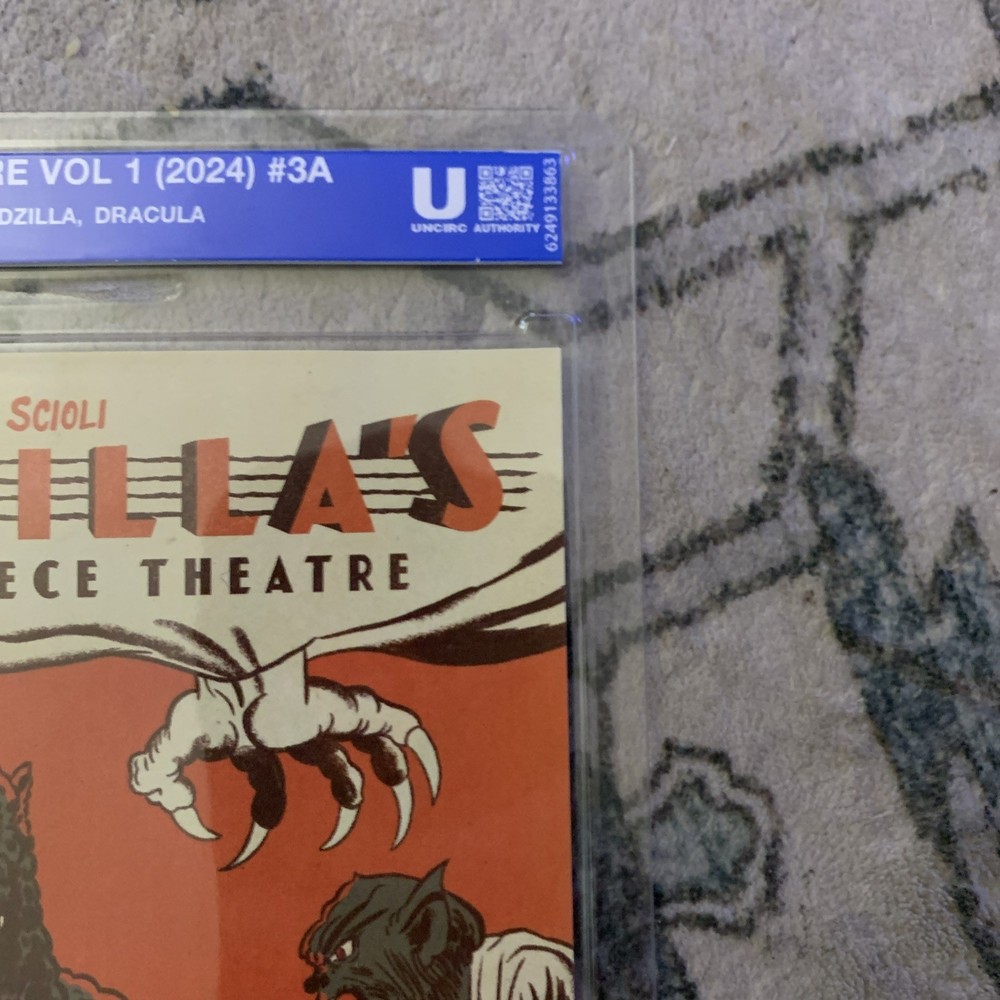 RE VOL 1 (2024) #3A
DZILLA, DRACULA
U
UNCIRC AUTHORITY
6249133863
SCIOLI
ILLA'S
ECE THEATRE